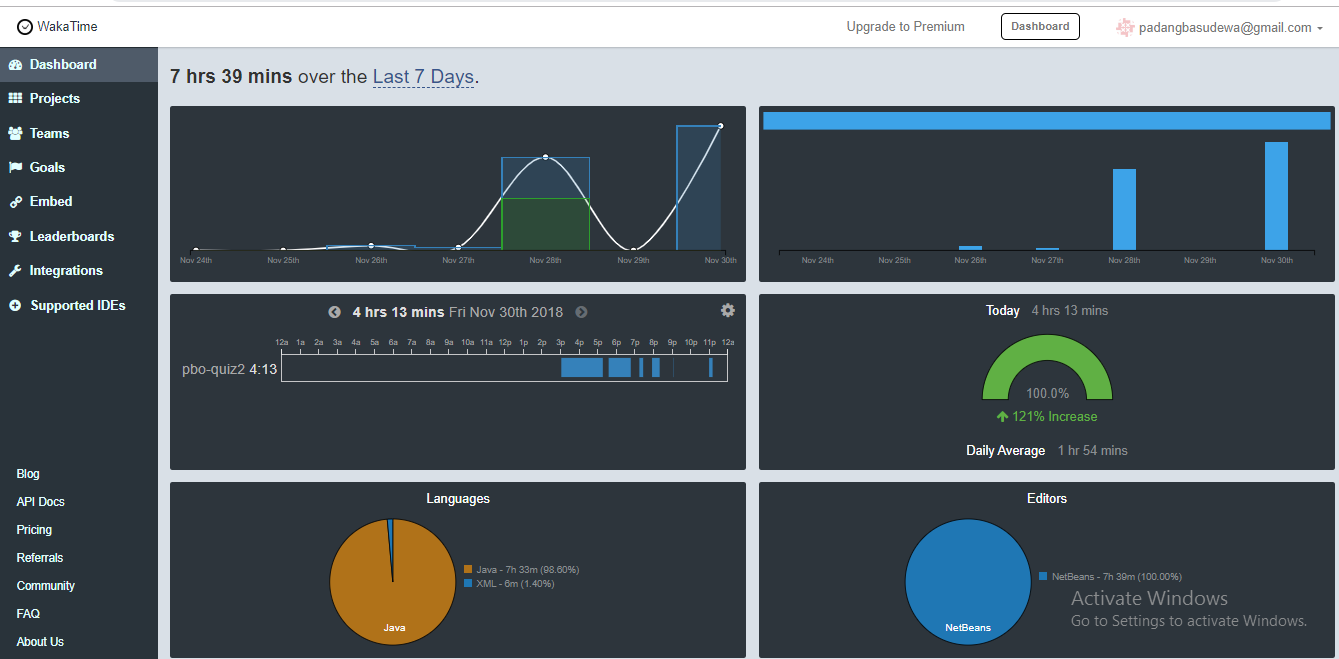 WakaTime
Upgrade to Premium
Dashboard
padangbasudewa@gmail.com
Dashboard
Projects
Teams
Goals
Embed
Leaderboards
Integrations
Supported IDEs
Blog
API Docs
Pricing
Referrals
Community
FAQ
About Us
7 hrs 39 mins over the Last 7 Days.
Nov 24th Nov 25th Nov 26th Nov 27th Nov 28th Nov 29th Nov 30th
Nov 24th Nov 25th Nov 26th Nov 27th Nov 28th Nov 29th Nov 30th
4 hrs 13 mins Fri Nov 30th 2018
12a 1a 2a 3a 4a 5a 6a 7a 8a 9a 10a 11a 12p 1p 2p 3p 4p 5p 6p 7p 8p 9p 10p 11p 12a
pbo-quiz2 4:13
Today 4 hrs 13 mins
100.0%
121% Increase
Daily Average 1 hr 54 mins
Languages
Java - 7h 33m (98.60%)
XML - 6m (1.40%)
Java
Editors
NetBeans - 7h 39m (100.00%)
NetBeans
Activate Windows
Go to Settings to activate Windows.